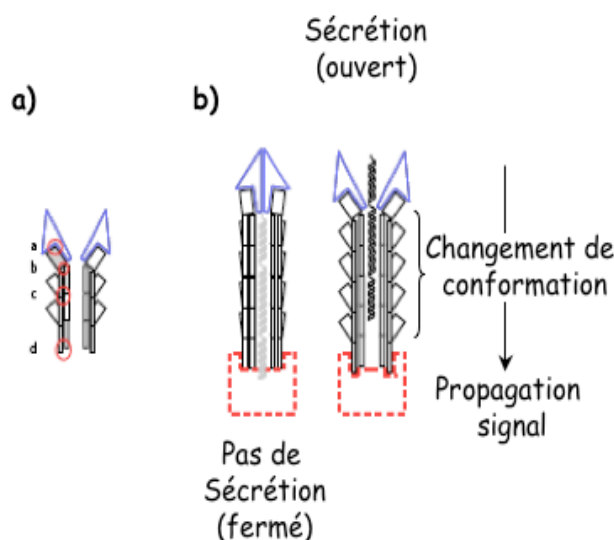 Sécrétion
(ouvert)
a)
b)
a
b
c
d
Changement de
conformation
Propagation
signal
Pas de
Sécrétion
(fermé)